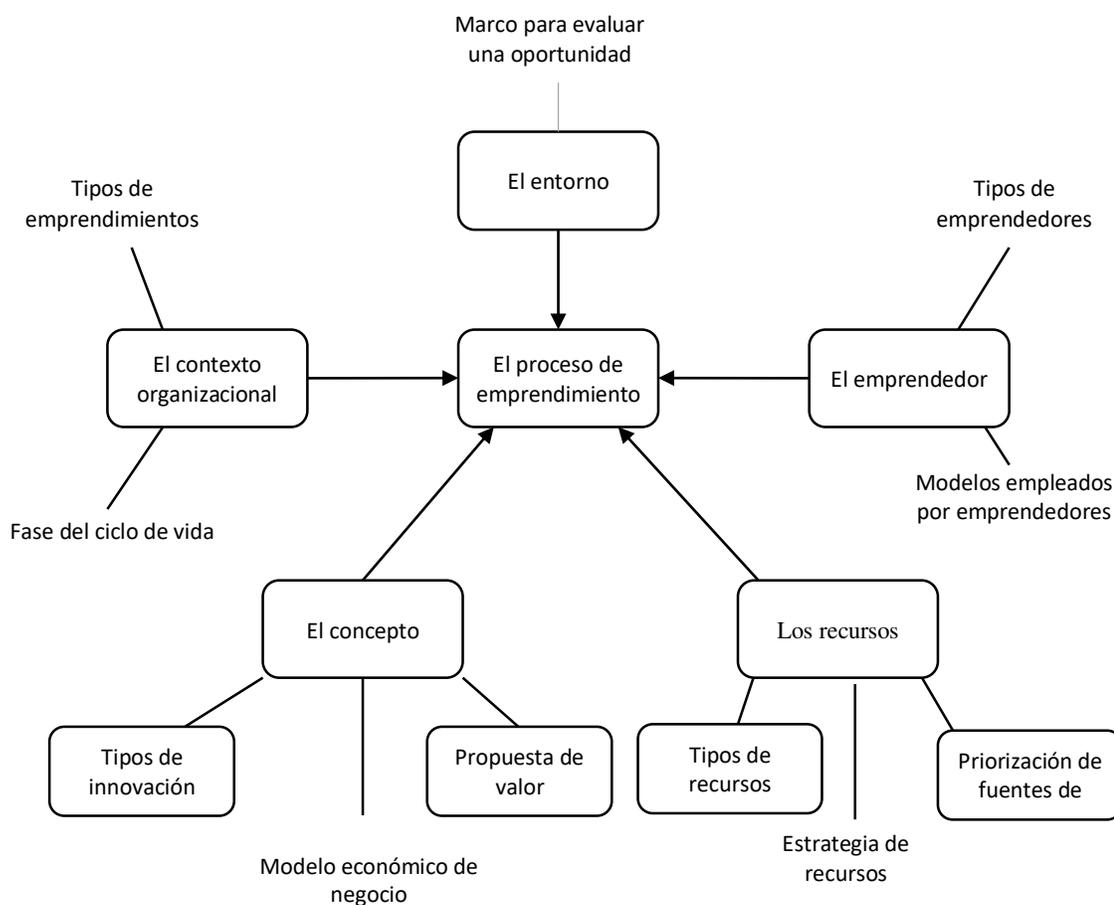 Marco para evaluar
una oportunidad
El entorno
Tipos de
emprendimientos
Tipos de
emprendedores
El contexto
organizacional
El proceso de
emprendimiento
El emprendedor
Fase del ciclo de vida
Modelos empleados
por emprendedores
El concepto
Los recursos
Tipos de
innovación
Propuesta de
valor
Tipos de
recursos
Priorización de
fuentes de
Modelo económico de
negocio
Estrategia de
recursos